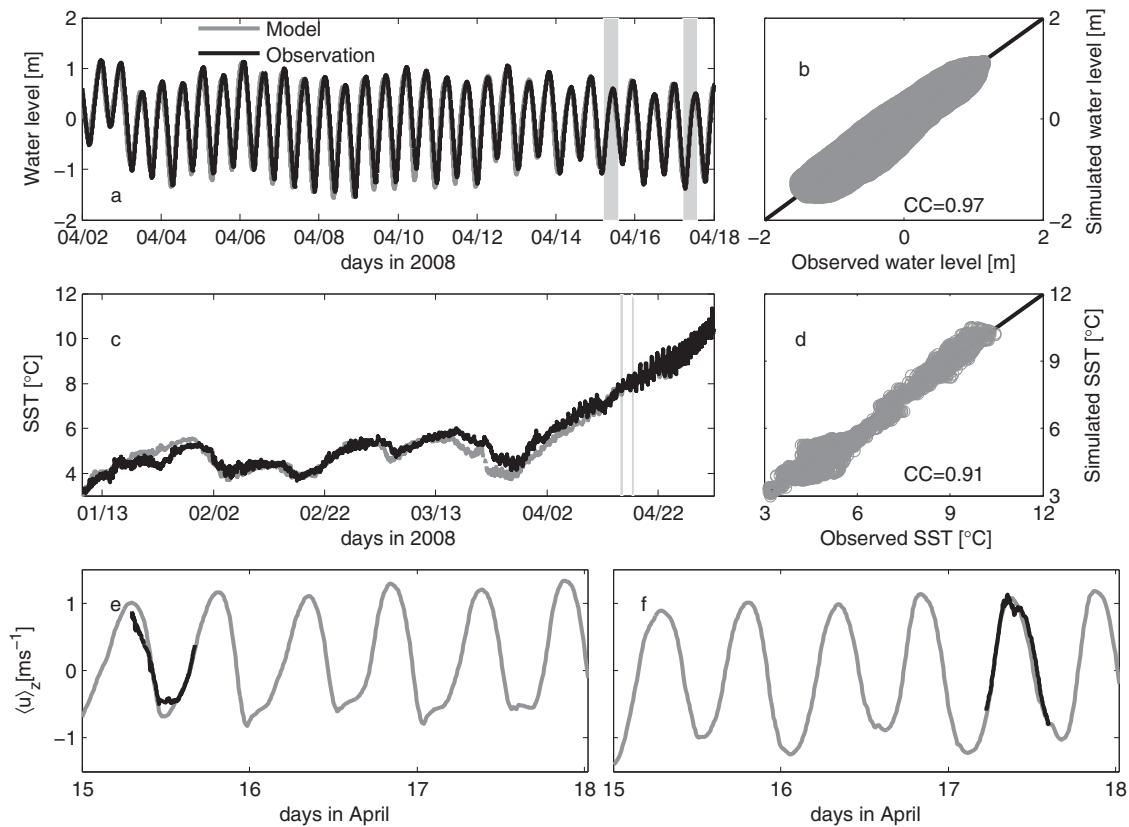 Model
Observation
Water level [m]
2
1
0
−1
−2
a
04/02 04/04 04/06 04/08 04/10 04/12 04/14 04/16 04/18
days in 2008
b
CC=0.97
2
0
−2
Simulated water level [m]
−2 0 2
Observed water level [m]
SST [°C]
12
10
8
6
4
c
01/13 02/02 02/22 03/13 04/02 04/22
days in 2008
d
CC=0.91
12
9
6
3
Simulated SST [°C]
3 6 9 12
Observed SST [°C]
⟨u⟩z[ms−1]
1
0
−1
e
15 16 17 18
days in April
f
15 16 17 18
days in April